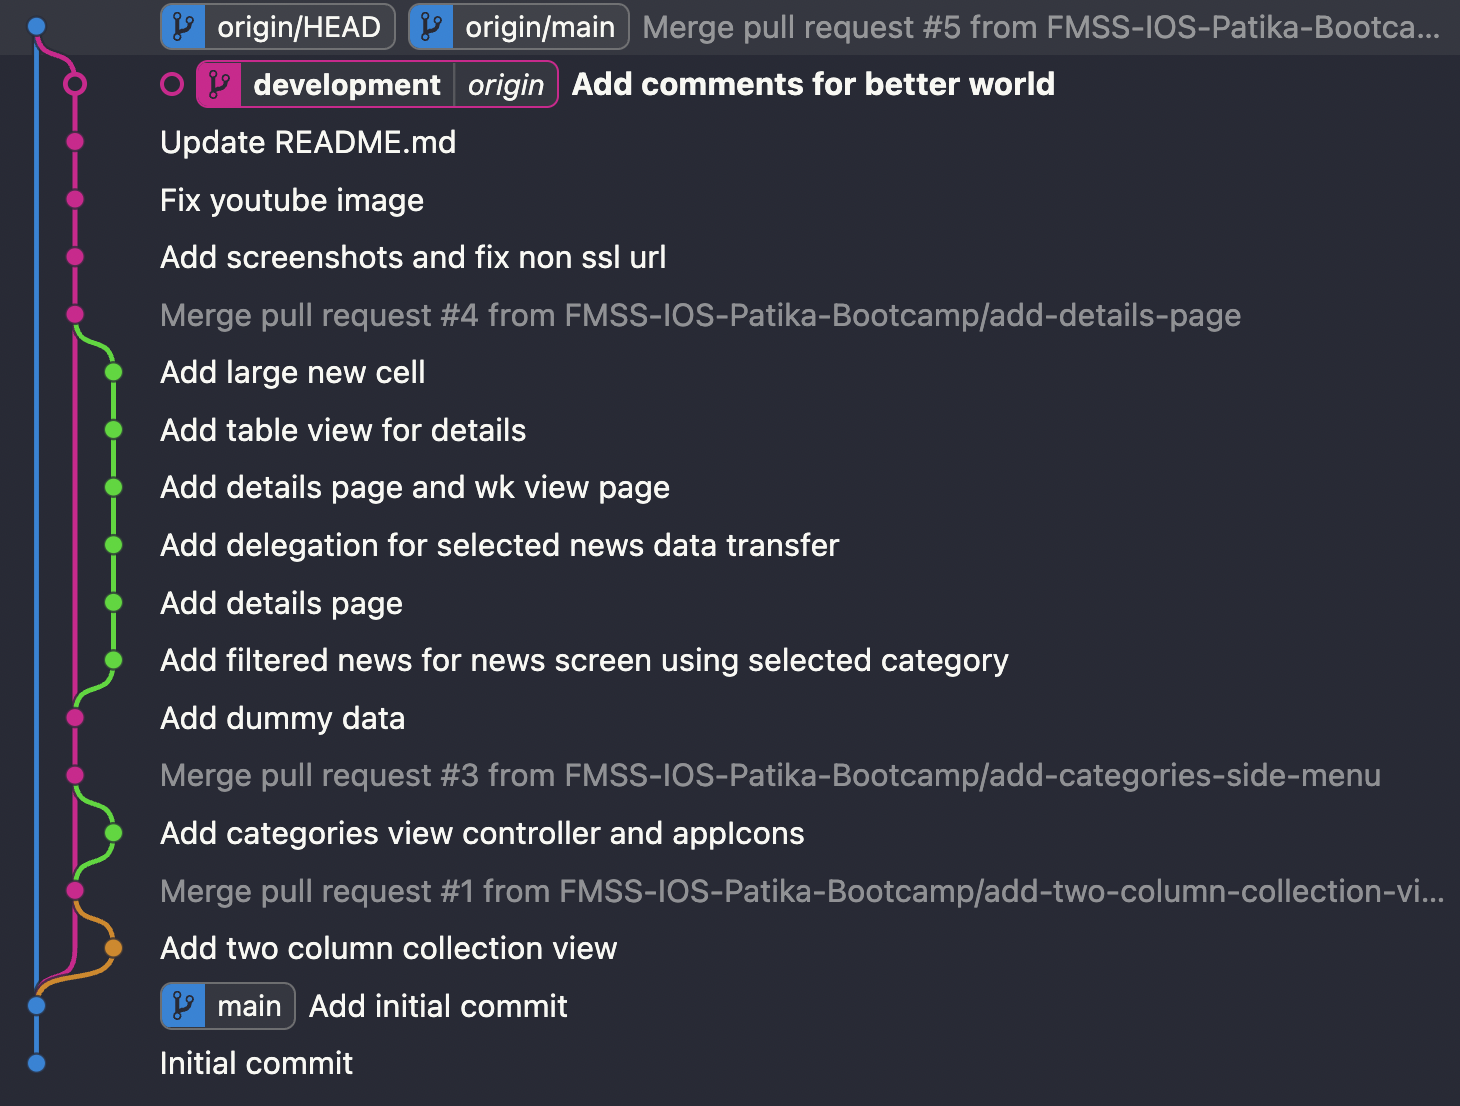 origin/HEAD origin/main Merge pull request #5 from FMSS-IOS-Patika-Bootca...
development origin Add comments for better world
Update README.md
Fix youtube image
Add screenshots and fix non ssl url
Merge pull request #4 from FMSS-IOS-Patika-Bootcamp/add-details-page
Add large new cell
Add table view for details
Add details page and wk view page
Add delegation for selected news data transfer
Add details page
Add filtered news for news screen using selected category
Add dummy data
Merge pull request #3 from FMSS-IOS-Patika-Bootcamp/add-categories-side-menu
Add categories view controller and appIcons
Merge pull request #1 from FMSS-IOS-Patika-Bootcamp/add-two-column-collection-vi...
Add two column collection view
main Add initial commit
Initial commit